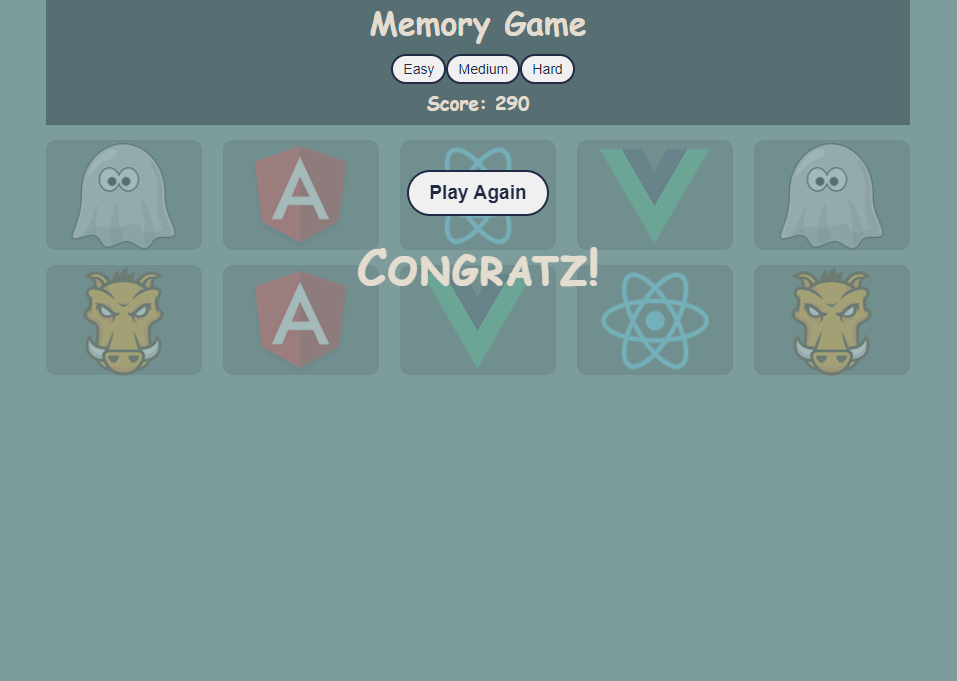 Memory Game
Easy Medium Hard
Score: 290
Play Again
CONGRATZ!
A
A